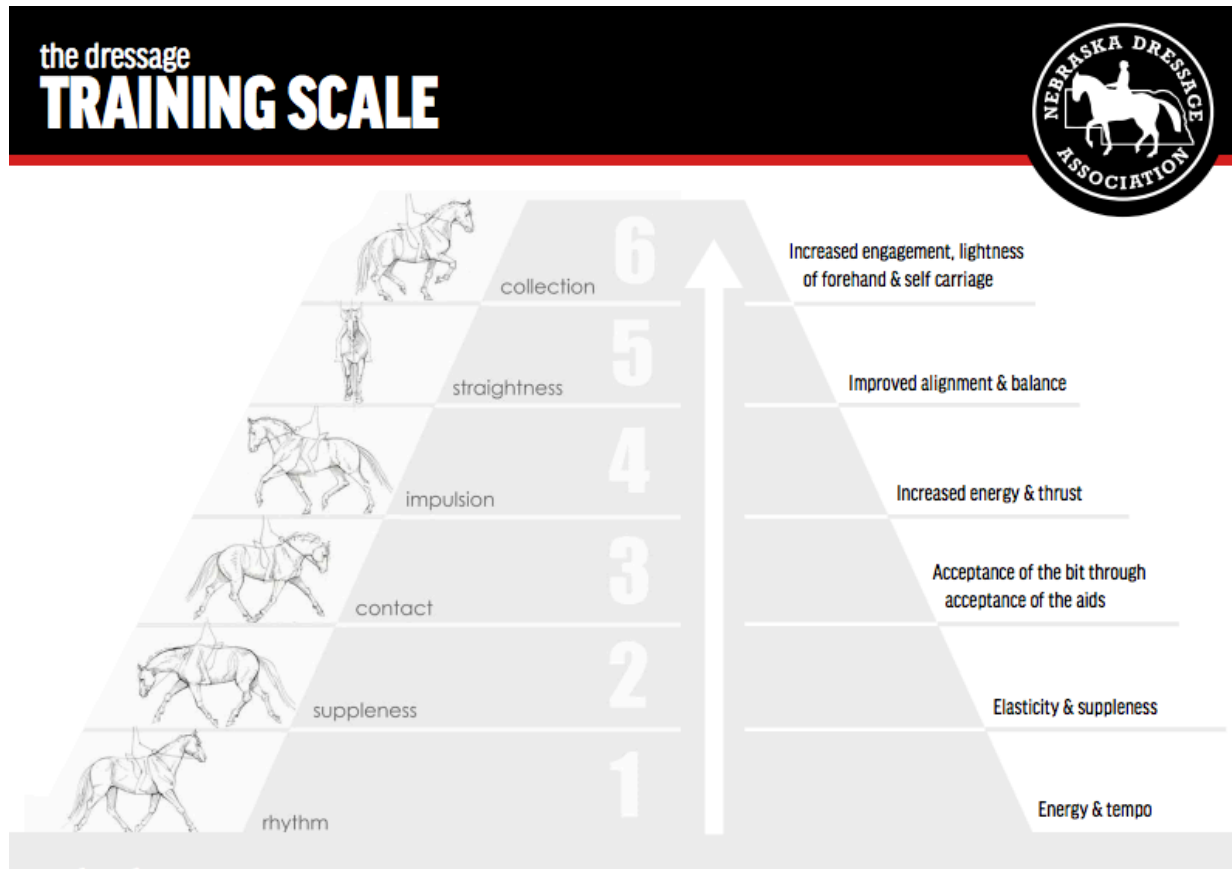 the dressage
TRAINING SCALE
NEBRASKA DRESSAGE
ASSOCIATION
6
collection
Increased engagement, lightness
of forehand & self carriage
5
straightness
Improved alignment & balance
4
impulsion
Increased energy & thrust
3
contact
Acceptance of the bit through
acceptance of the aids
2
suppleness
Elasticity & suppleness
1
rhythm
Energy & tempo